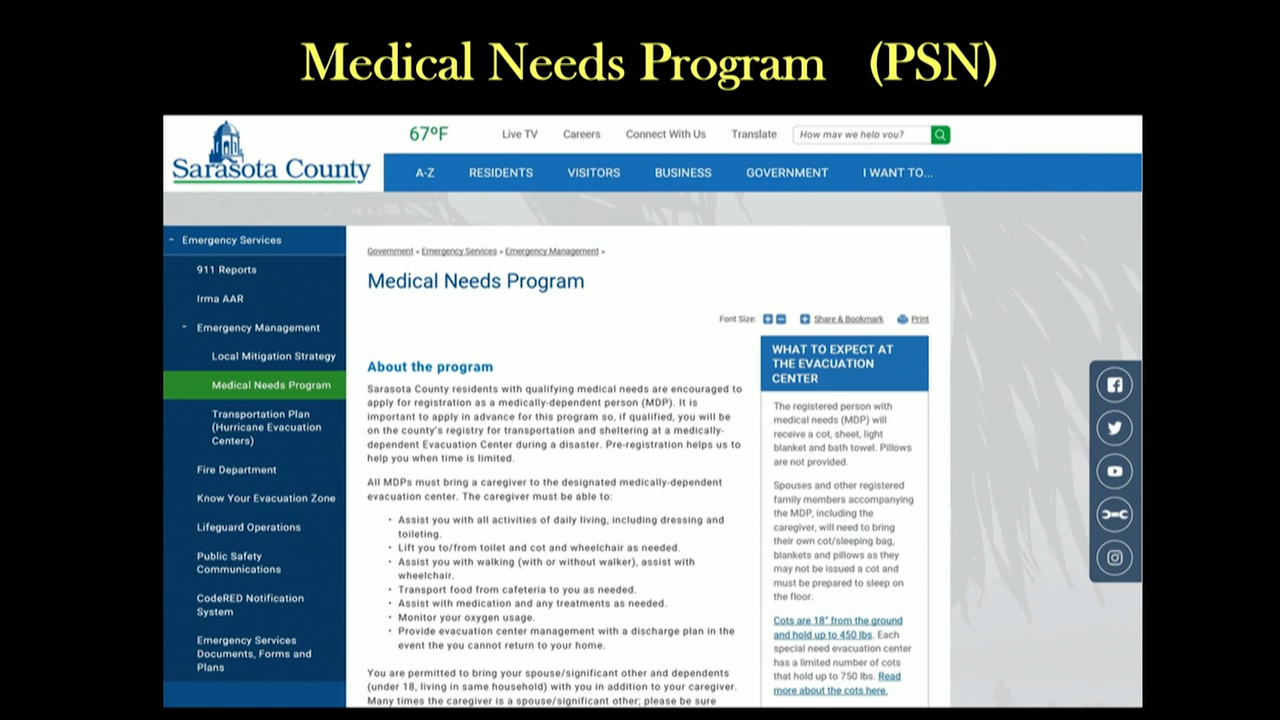 Medical Needs Program (PSN)
Sarasota County
67ºF
Live TV
Careers
Connect With Us
Translate
How may we help you?
A-Z
RESIDENTS
VISITORS
BUSINESS
GOVERNMENT
I WANT TO...
- Emergency Services
911 Reports
Irma AAR
- Emergency Management
Local Mitigation Strategy
Medical Needs Program
Transportation Plan
(Hurricane Evacuation
Centers)
Fire Department
Know Your Evacuation Zone
Lifeguard Operations
Public Safety
Communications
CodeRED Notification
System
Emergency Services
Documents, Forms and
Plans
Government » Emergency Services » Emergency Management »
Medical Needs Program
Font Size:
Share & Bookmark
Print
About the program
Sarasota County residents with qualifying medical needs are encouraged to
apply for registration as a medically-dependent person (MDP). It is
important to apply in advance for this program so, if qualified, you will be
on the county's registry for transportation and sheltering at a medically-
dependent Evacuation Center during a disaster. Pre-registration helps us to
help you when time is limited.
All MDPs must bring a caregiver to the designated medically-dependent
evacuation center. The caregiver must be able to:
• Assist you with all activities of daily living, including dressing and
toileting.
• Lift you to/from toilet and cot and wheelchair as needed.
• Assist you with walking (with or without walker), assist with
wheelchair.
• Transport food from cafeteria to you as needed.
• Assist with medication and any treatments as needed.
• Monitor your oxygen usage.
• Provide evacuation center management with a discharge plan in the
event the you cannot return to your home.
You are permitted to bring your spouse/significant other and dependents
(under 18, living in same household) with you in addition to your caregiver.
Many times the caregiver is a spouse/significant other; please be sure
WHAT TO EXPECT AT
THE EVACUATION
CENTER
The registered person with
medical needs (MDP) will
receive a cot, sheet, light
blanket and bath towel. Pillows
are not provided.
Spouses and other registered
family members accompanying
the MDP, including the
caregiver, will need to bring
their own cot/sleeping bag,
blankets and pillows as they
may not be issued a cot and
must be prepared to sleep on
the floor.
Cots are 18" from the ground
and hold up to 450 lbs. Each
special need evacuation center
has a limited number of cots
that hold up to 750 lbs. Read
more about the cots here.